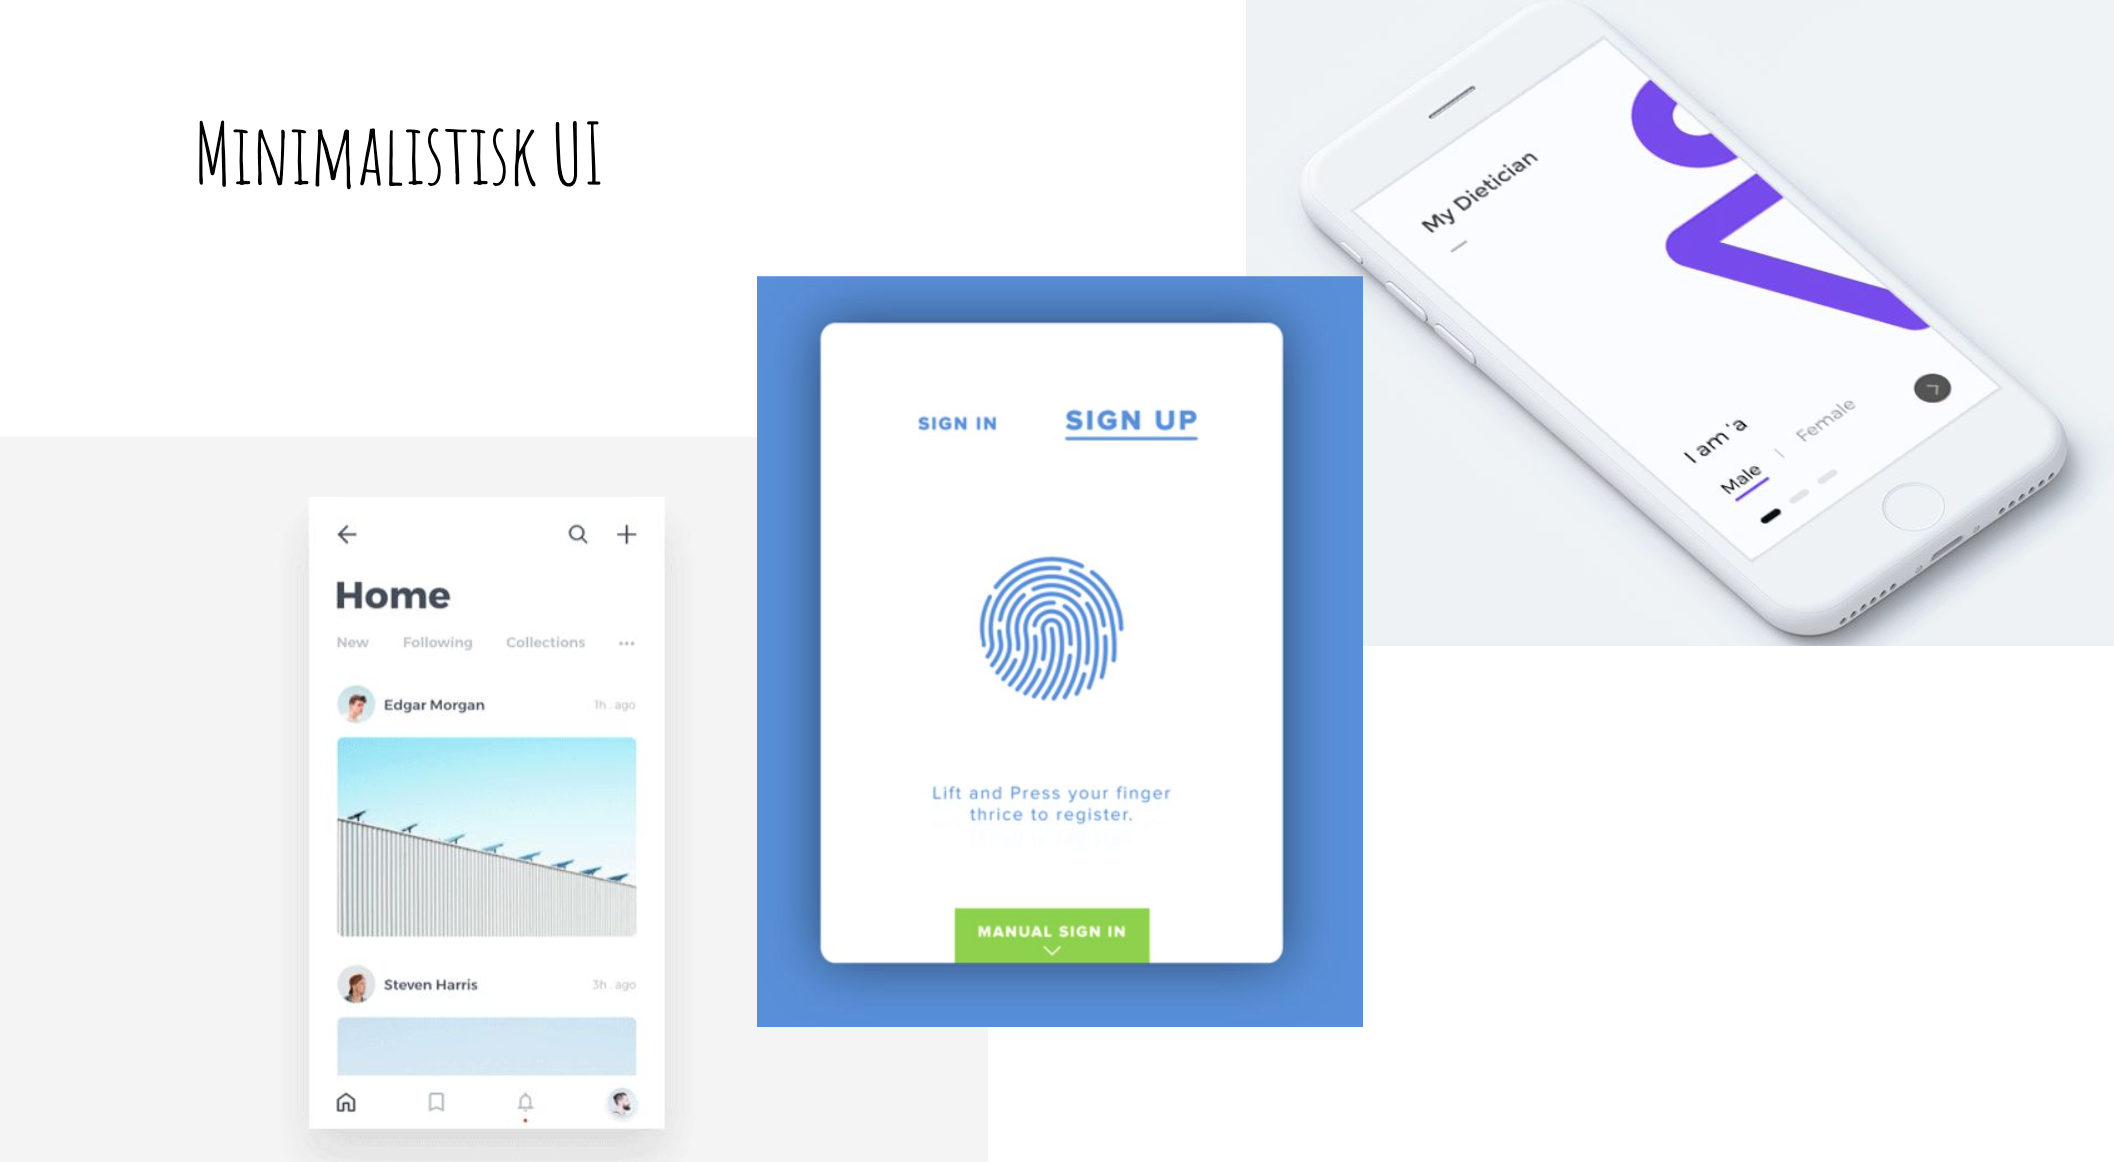 Minimalistisk UI
My Dietician
I am 'a
Male | Female
SIGN IN SIGN UP
Lift and Press your finger
thrice to register.
MANUAL SIGN IN
Home
New Following Collections ...
Edgar Morgan 1h . ago
Steven Harris 3h . ago